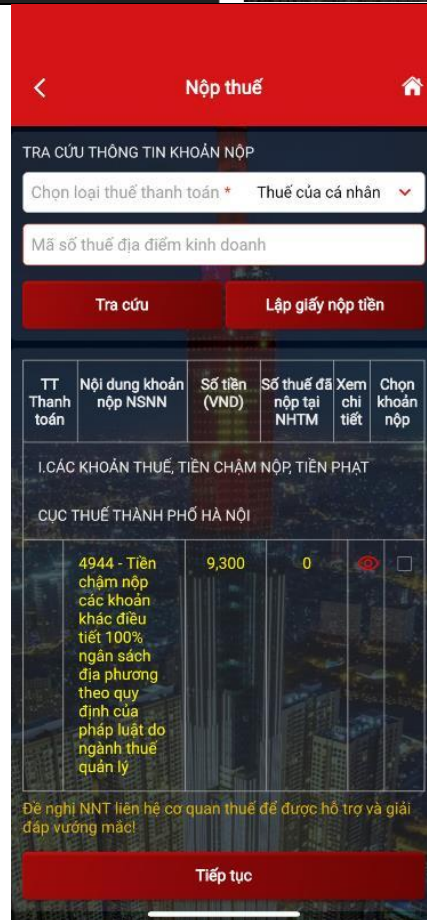 Nộp thuế
TRA CỨU THÔNG TIN KHOẢN NỘP
Chọn loại thuế thanh toán * Thuế của cá nhân
Mã số thuế địa điểm kinh doanh
Tra cứu Lập giấy nộp tiền
TT Thanh toán
Nội dung khoản nộp NSNN
Số tiền (VND)
Số thuế đã nộp tại NHTM
Xem chi tiết
Chọn khoản nộp
I.CÁC KHOẢN THUẾ, TIỀN CHẬM NỘP, TIỀN PHẠT
CỤC THUẾ THÀNH PHỐ HÀ NỘI
4944 - Tiền 9,300 0
chậm nộp
các khoản
khác điều
tiết 100%
ngân sách
địa phương
theo quy
định của
pháp luật do
ngành thuế
quản lý
Đề nghị NNT liên hệ cơ quan thuế để được hỗ trợ và giải
đáp vướng mắc!
Tiếp tục